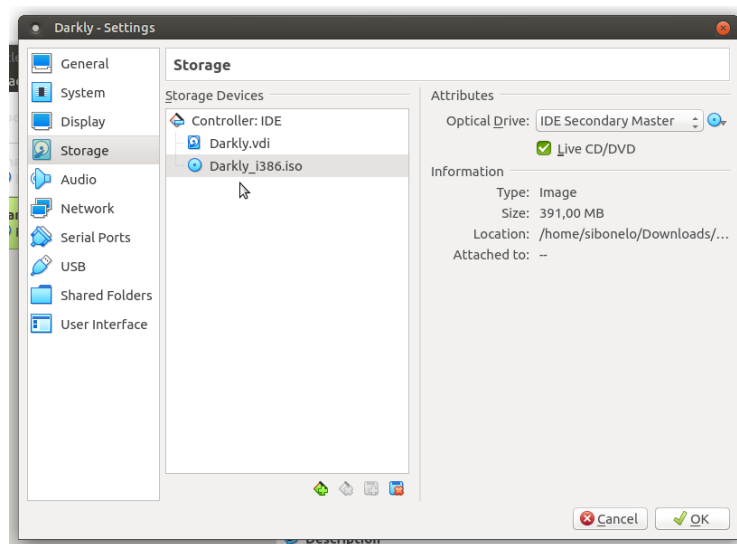 Darkly - Settings
General
System
Display
Storage
Audio
Network
Serial Ports
USB
Shared Folders
User Interface
Storage
Storage Devices
Controller: IDE
Darkly.vdi
Darkly_i386.iso
Attributes
Optical Drive: IDE Secondary Master
Live CD/DVD
Information
Type: Image
Size: 391,00 MB
Location: /home/sibonelo/Downloads/...
Attached to: --
Cancel
OK
Description